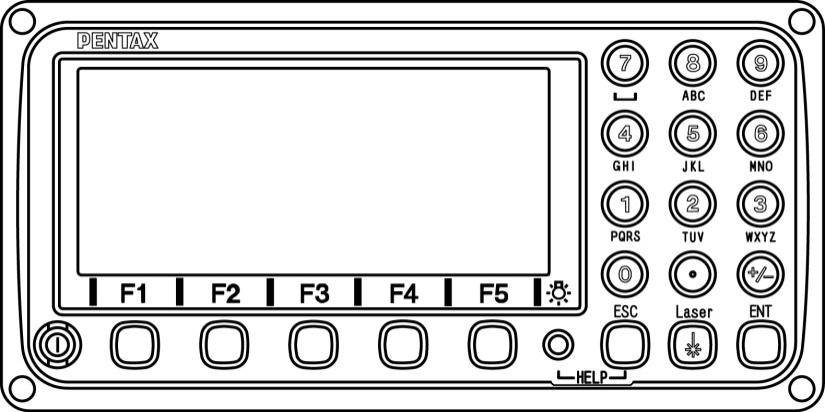 PENTAX
7 8 9
ABC DEF
4 5 6
GHI JKL MNO
1 2 3
PQRS TUV WXYZ
0 • +/−
F1 F2 F3 F4 F5
ESC Laser ENT
HELP